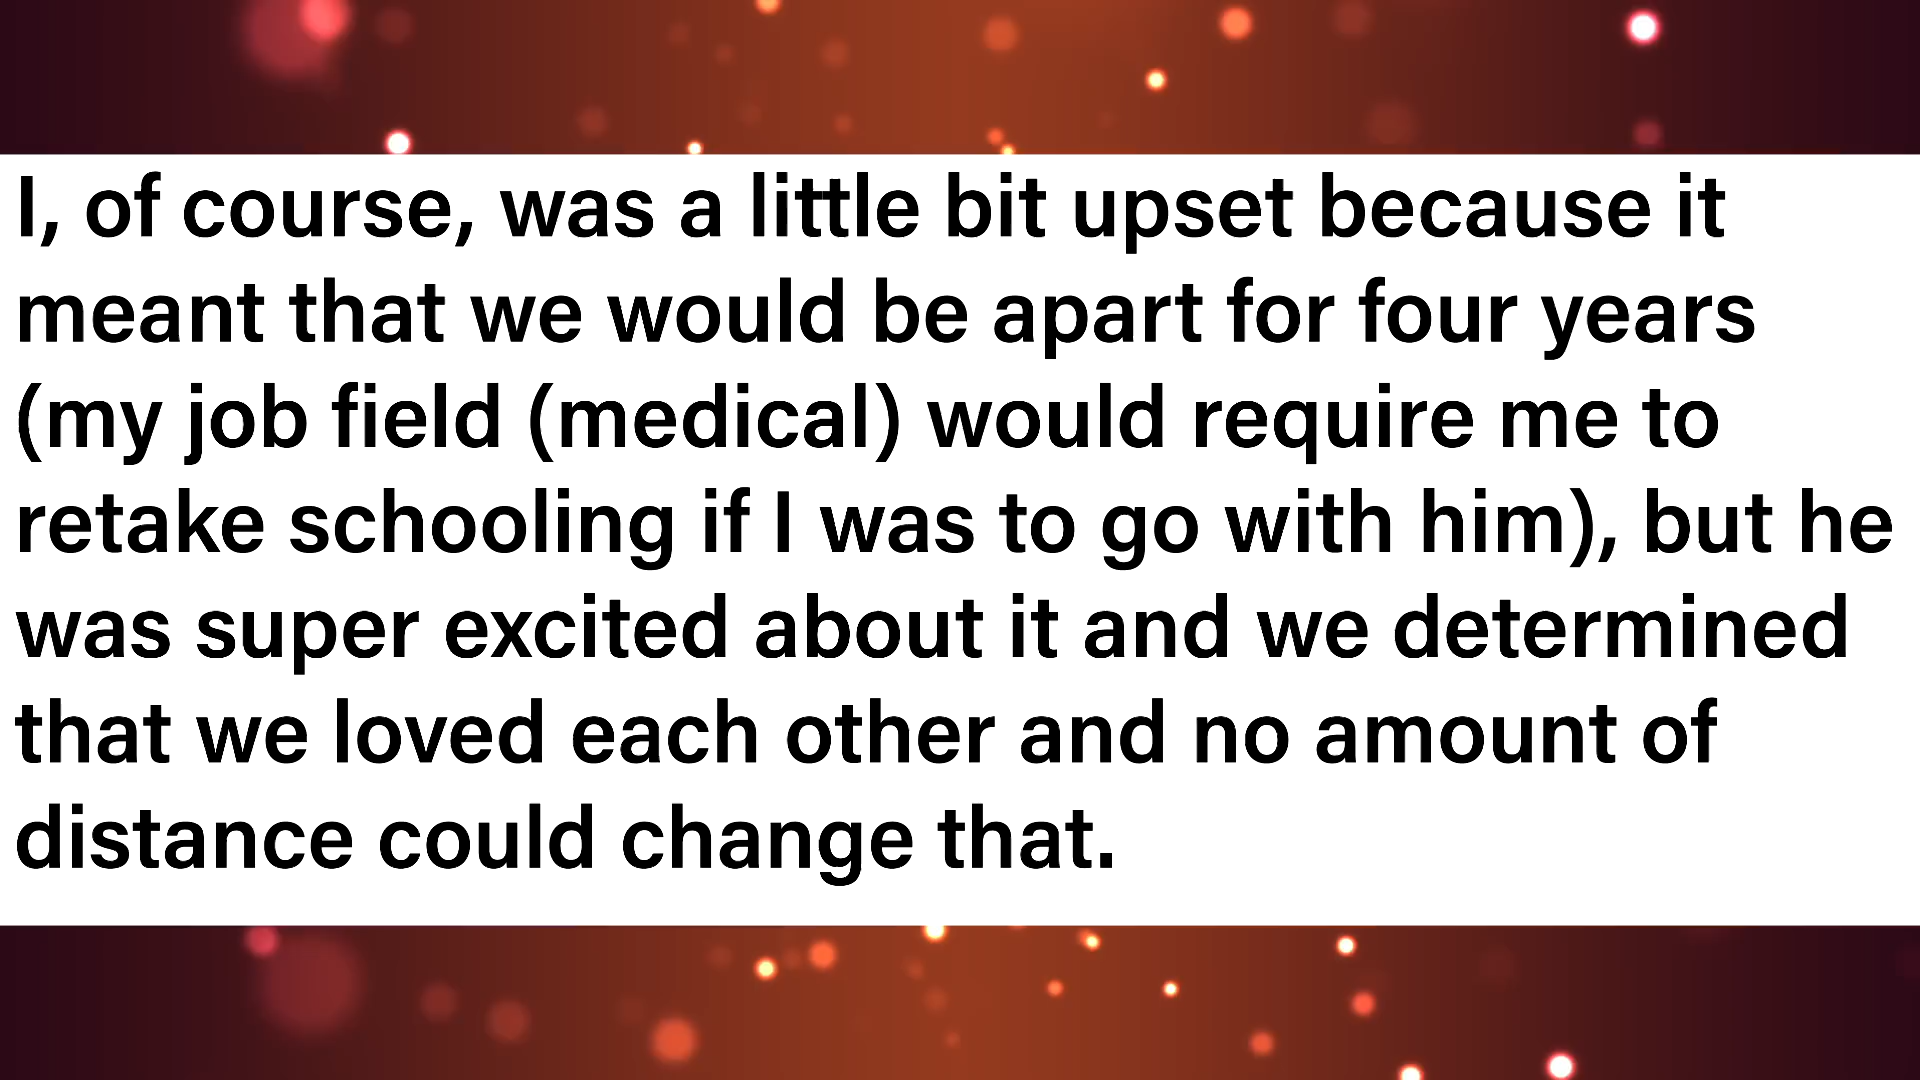 I, of course, was a little bit upset because it
meant that we would be apart for four years
(my job field (medical) would require me to
retake schooling if I was to go with him), but he
was super excited about it and we determined
that we loved each other and no amount of
distance could change that.